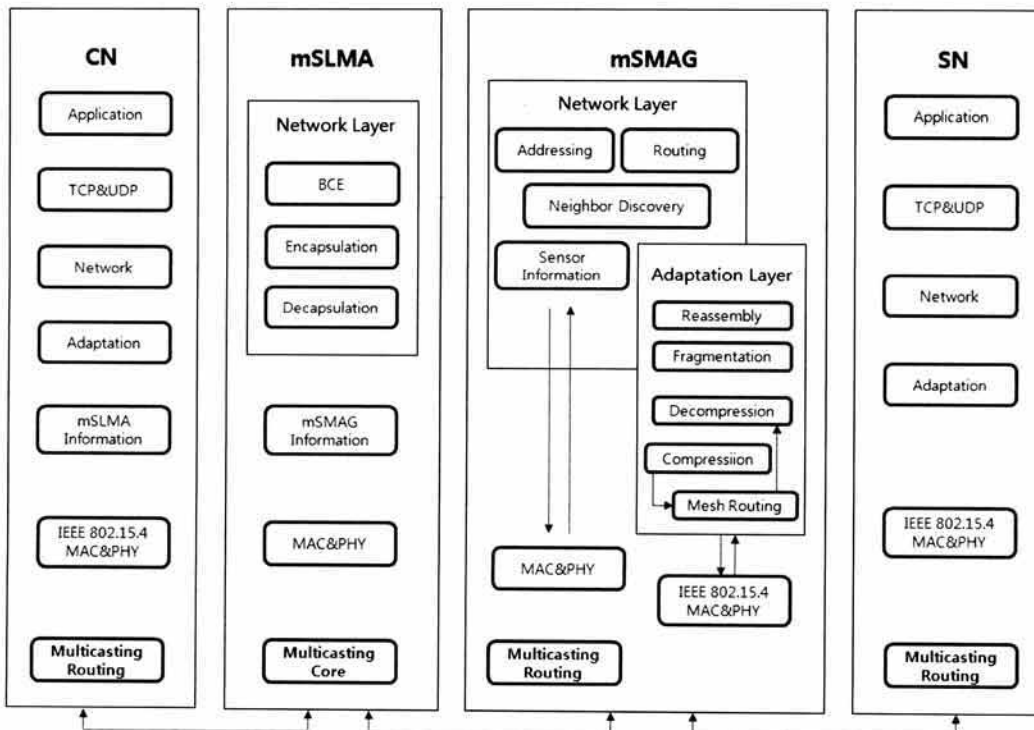 CN
Application
TCP&UDP
Network
Adaptation
mSLMA
Information
IEEE 802.15.4
MAC&PHY
Multicasting
Routing
mSLMA
Network Layer
BCE
Encapsulation
Decapsulation
mSMAG
Information
MAC&PHY
Multicasting
Core
mSMAG
Network Layer
Addressing
Routing
Neighbor Discovery
Sensor
Information
Adaptation Layer
Reassembly
Fragmentation
Decompression
Compressiion
Mesh Routing
MAC&PHY
IEEE 802.15.4
MAC&PHY
Multicasting
Routing
SN
Application
TCP&UDP
Network
Adaptation
IEEE 802.15.4
MAC&PHY
Multicasting
Routing